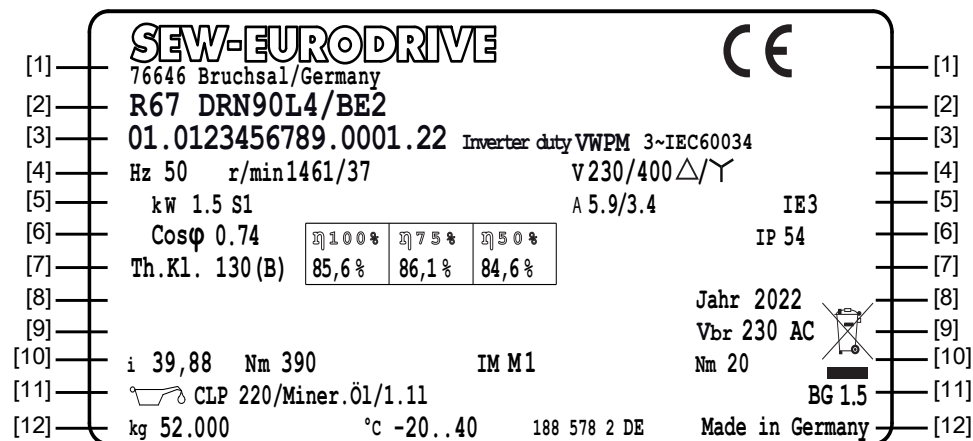 SEW-EURODRIVE CE
[1] 76646 Bruchsal/Germany [1]
[2] R67 DRN90L4/BE2 [2]
[3] 01.0123456789.0001.22 Inverter duty VWPM 3~IEC60034 [3]
[4] Hz 50 r/min1461/37 V 230/400 △/Y [4]
[5] kW 1.5 S1 A 5.9/3.4 IE3 [5]
[6] Cosφ 0.74 η100% η75% η50% IP 54 [6]
[7] Th.Kl. 130(B) 85,6% 86,1% 84,6% [7]
[8] Jahr 2022 [8]
[9] Vbr 230 AC [9]
[10] i 39,88 Nm 390 IM M1 Nm 20 [10]
[11] CLP 220/Miner.Öl/1.1l BG 1.5 [11]
[12] kg 52.000 °C -20..40 188 578 2 DE Made in Germany [12]